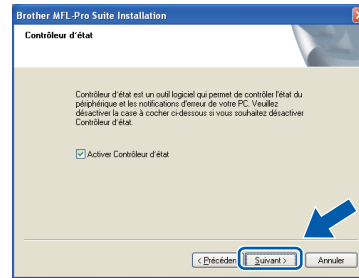 Brother MFL-Pro Suite Installation
Contrôleur d'état
Contrôleur d'état est un outil logiciel qui permet de contrôler l'état du
périphérique et les notifications d'erreur de votre PC. Veuillez
désactiver la case à cocher ci-dessous si vous souhaitez désactiver
Contrôleur d'état.
Activer Contrôleur d'état
< Précéden Suivant > Annuler